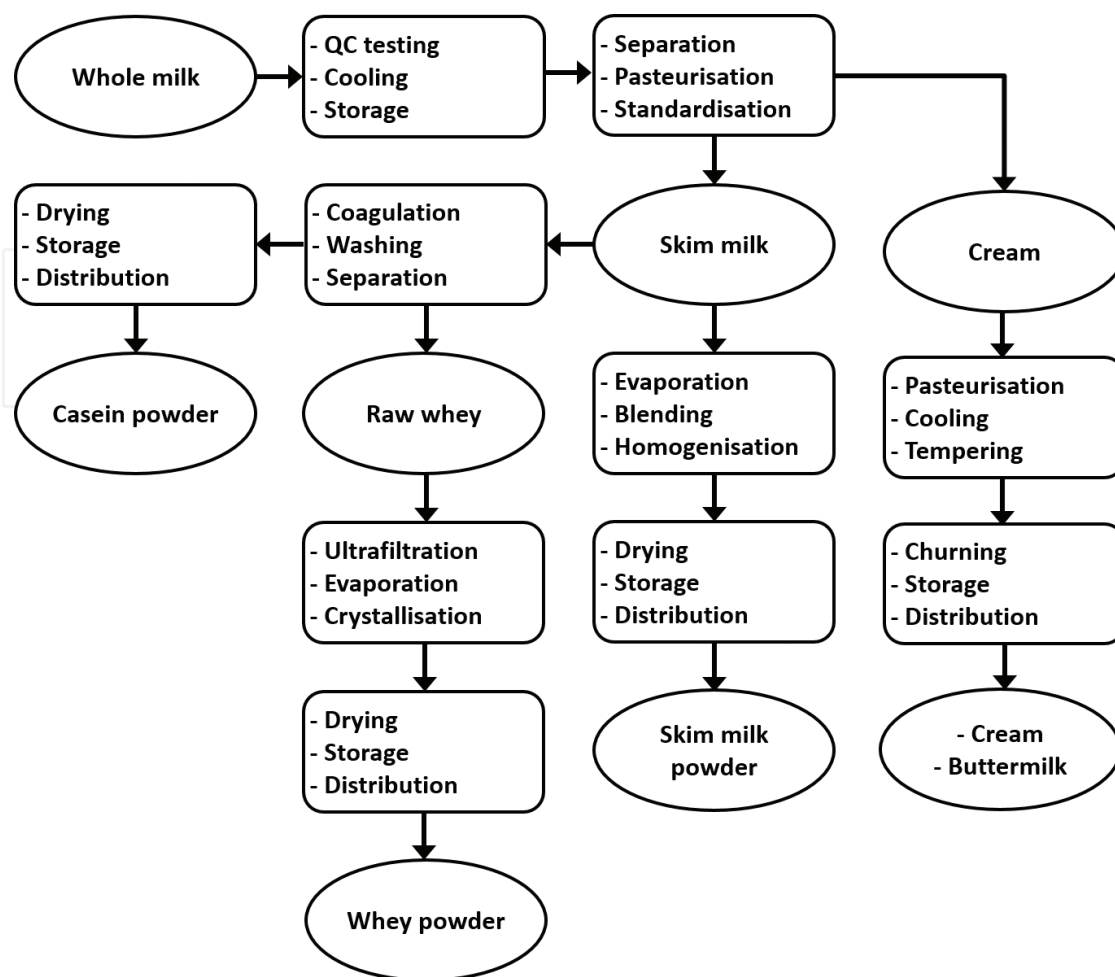 Whole milk
- QC testing
- Cooling
- Storage
- Separation
- Pasteurisation
- Standardisation
- Drying
- Storage
- Distribution
- Coagulation
- Washing
- Separation
Skim milk
Cream
Casein powder
Raw whey
- Evaporation
- Blending
- Homogenisation
- Pasteurisation
- Cooling
- Tempering
- Ultrafiltration
- Evaporation
- Crystallisation
- Drying
- Storage
- Distribution
- Churning
- Storage
- Distribution
- Drying
- Storage
- Distribution
Skim milk
powder
- Cream
- Buttermilk
Whey powder